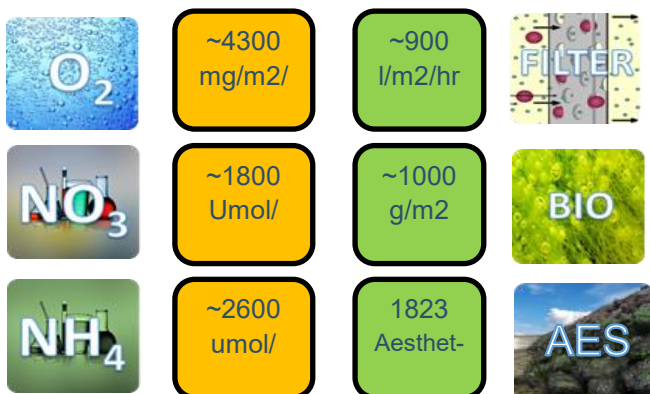 O2
~4300
mg/m2/
~900
l/m2/hr
FILTER
NO3
~1800
Umol/
~1000
g/m2
BIO
NH4
~2600
umol/
1823
Aesthet-
AES